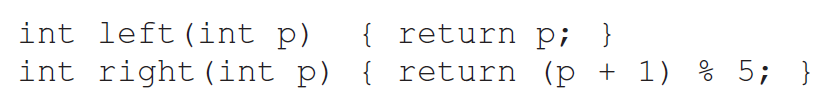 int left(int p)  { return p; }
int right(int p) { return (p + 1) % 5; }